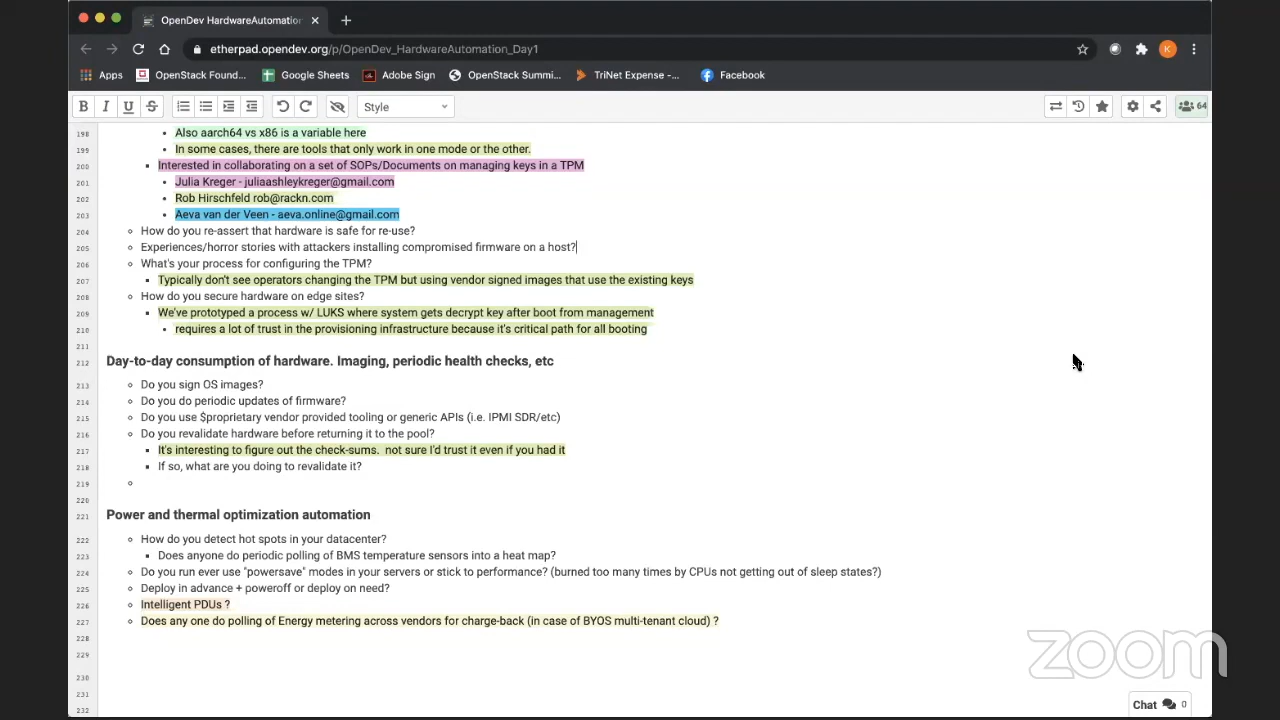 OpenDev HardwareAutomation
etherpad.opendev.org/p/OpenDev_HardwareAutomation_Day1
K
Apps
OpenStack Found...
Google Sheets
Adobe Sign
OpenStack Summi...
TriNet Expense -...
Facebook
B I U S
Style
64
198 Also aarch64 vs x86 is a variable here
199 In some cases, there are tools that only work in one mode or the other.
200 Interested in collaborating on a set of SOPs/Documents on managing keys in a TPM
201 Julia Kreger - juliaashleykreger@gmail.com
202 Rob Hirschfeld rob@rackn.com
203 Aeva van der Veen - aeva.online@gmail.com
204 How do you re-assert that hardware is safe for re-use?
205 Experiences/horror stories with attackers installing compromised firmware on a host?
206 What's your process for configuring the TPM?
207 Typically don't see operators changing the TPM but using vendor signed images that use the existing keys
208 How do you secure hardware on edge sites?
209 We've prototyped a process w/ LUKS where system gets decrypt key after boot from management
210 requires a lot of trust in the provisioning infrastructure because it's critical path for all booting
211
212 Day-to-day consumption of hardware. Imaging, periodic health checks, etc
213 Do you sign OS images?
214 Do you do periodic updates of firmware?
215 Do you use $proprietary vendor provided tooling or generic APIs (i.e. IPMI SDR/etc)
216 Do you revalidate hardware before returning it to the pool?
217 It's interesting to figure out the check-sums. not sure I'd trust it even if you had it
218 If so, what are you doing to revalidate it?
219
220
221 Power and thermal optimization automation
222 How do you detect hot spots in your datacenter?
223 Does anyone do periodic polling of BMS temperature sensors into a heat map?
224 Do you run ever use "powersave" modes in your servers or stick to performance? (burned too many times by CPUs not getting out of sleep states?)
225 Deploy in advance + poweroff or deploy on need?
226 Intelligent PDUs ?
227 Does any one do polling of Energy metering across vendors for charge-back (in case of BYOS multi-tenant cloud) ?
228
229
230
231
232
zoom
Chat 0